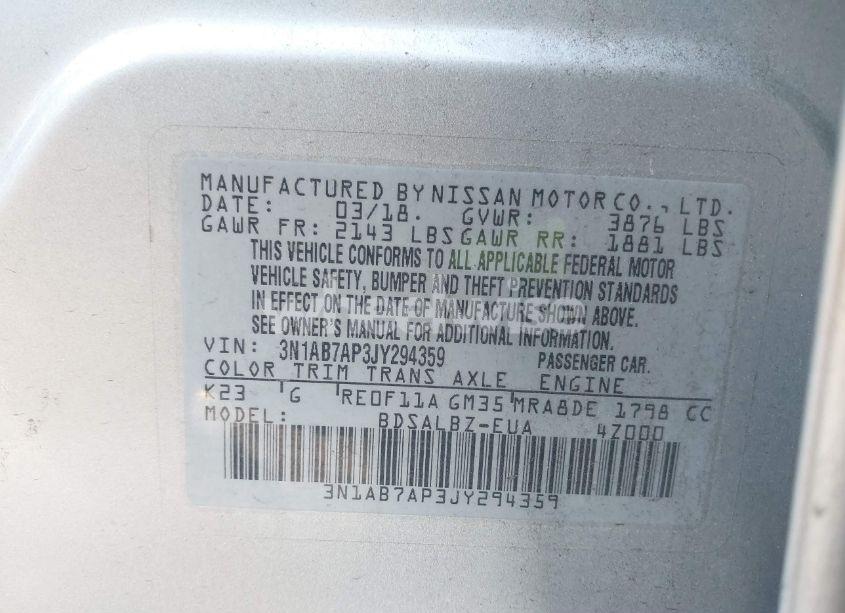 MANUFACTURED BY NISSAN MOTOR CO., LTD.
DATE: 03/18. GVWR: 3876 LBS
GAWR FR: 2143 LBS GAWR RR: 1881 LBS
THIS VEHICLE CONFORMS TO ALL APPLICABLE FEDERAL MOTOR
VEHICLE SAFETY, BUMPER AND THEFT PREVENTION STANDARDS
IN EFFECT ON THE DATE OF MANUFACTURE SHOWN ABOVE.
SEE OWNER'S MANUAL FOR ADDITIONAL INFORMATION.
VIN: 3N1AB7AP3JY294359 PASSENGER CAR.
COLOR TRIM TRANS AXLE ENGINE
K23 G RE0F11A GM35 MRA8DE 1798 CC
MODEL: BDSALBZ-EUA 4Z000
3N1AB7AP3JY294359